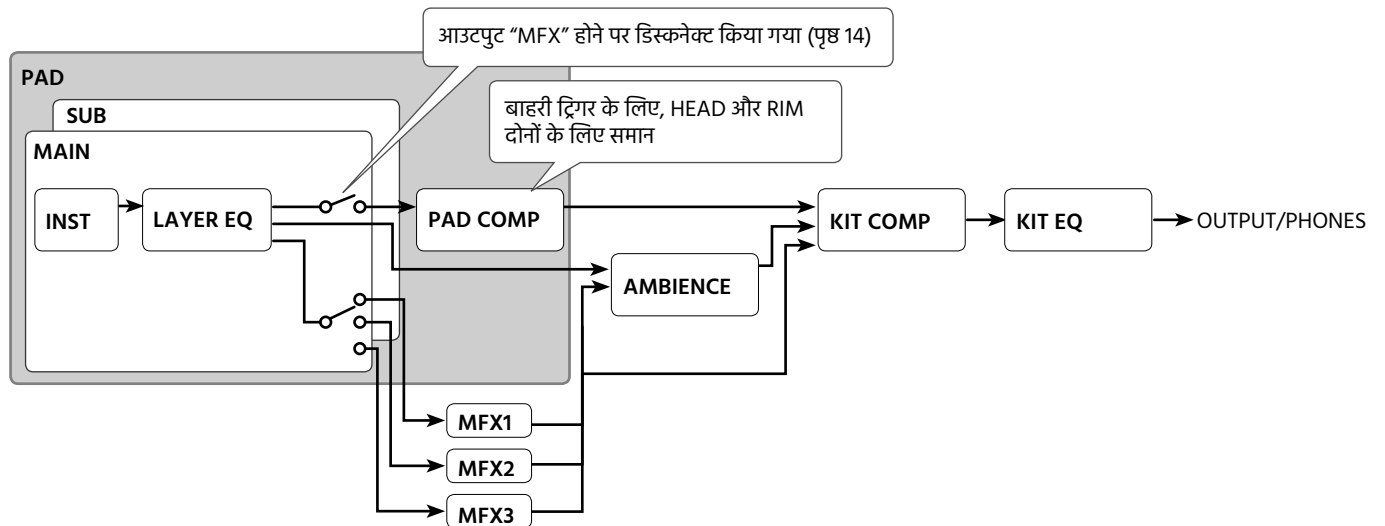 आउटपुट “MFX” होने पर डिस्कनेक्ट किया गया (पृष्ठ 14)
PAD
बाहरी ट्रिगर के लिए, HEAD और RIM
दोनों के लिए समान
SUB
MAIN
INST
LAYER EQ
PAD COMP
KIT COMP
KIT EQ
OUTPUT/PHONES
AMBIENCE
MFX1
MFX2
MFX3